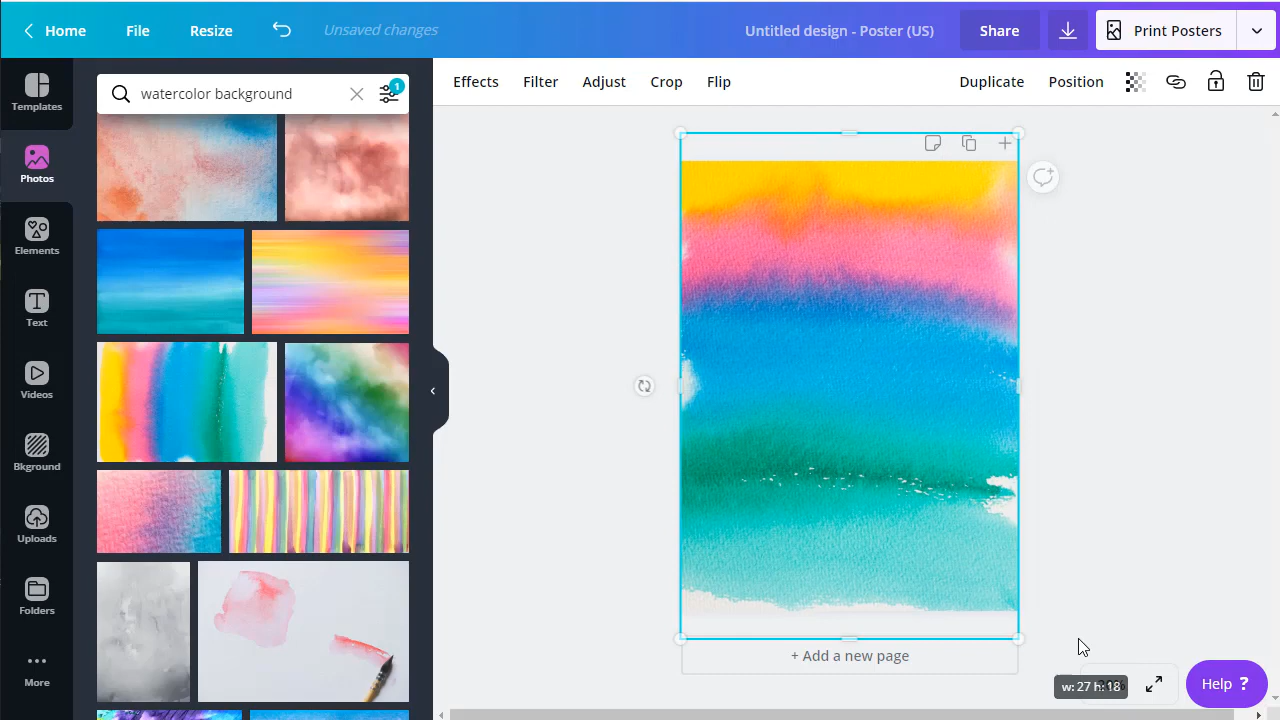 Home File Resize Unsaved changes Untitled design - Poster (US) Share Print Posters
Templates
Photos
Elements
Text
Videos
Bkground
Uploads
Folders
More
watercolor background
1
Effects Filter Adjust Crop Flip Duplicate Position
+ Add a new page
w: 27 h: 18
Help ?